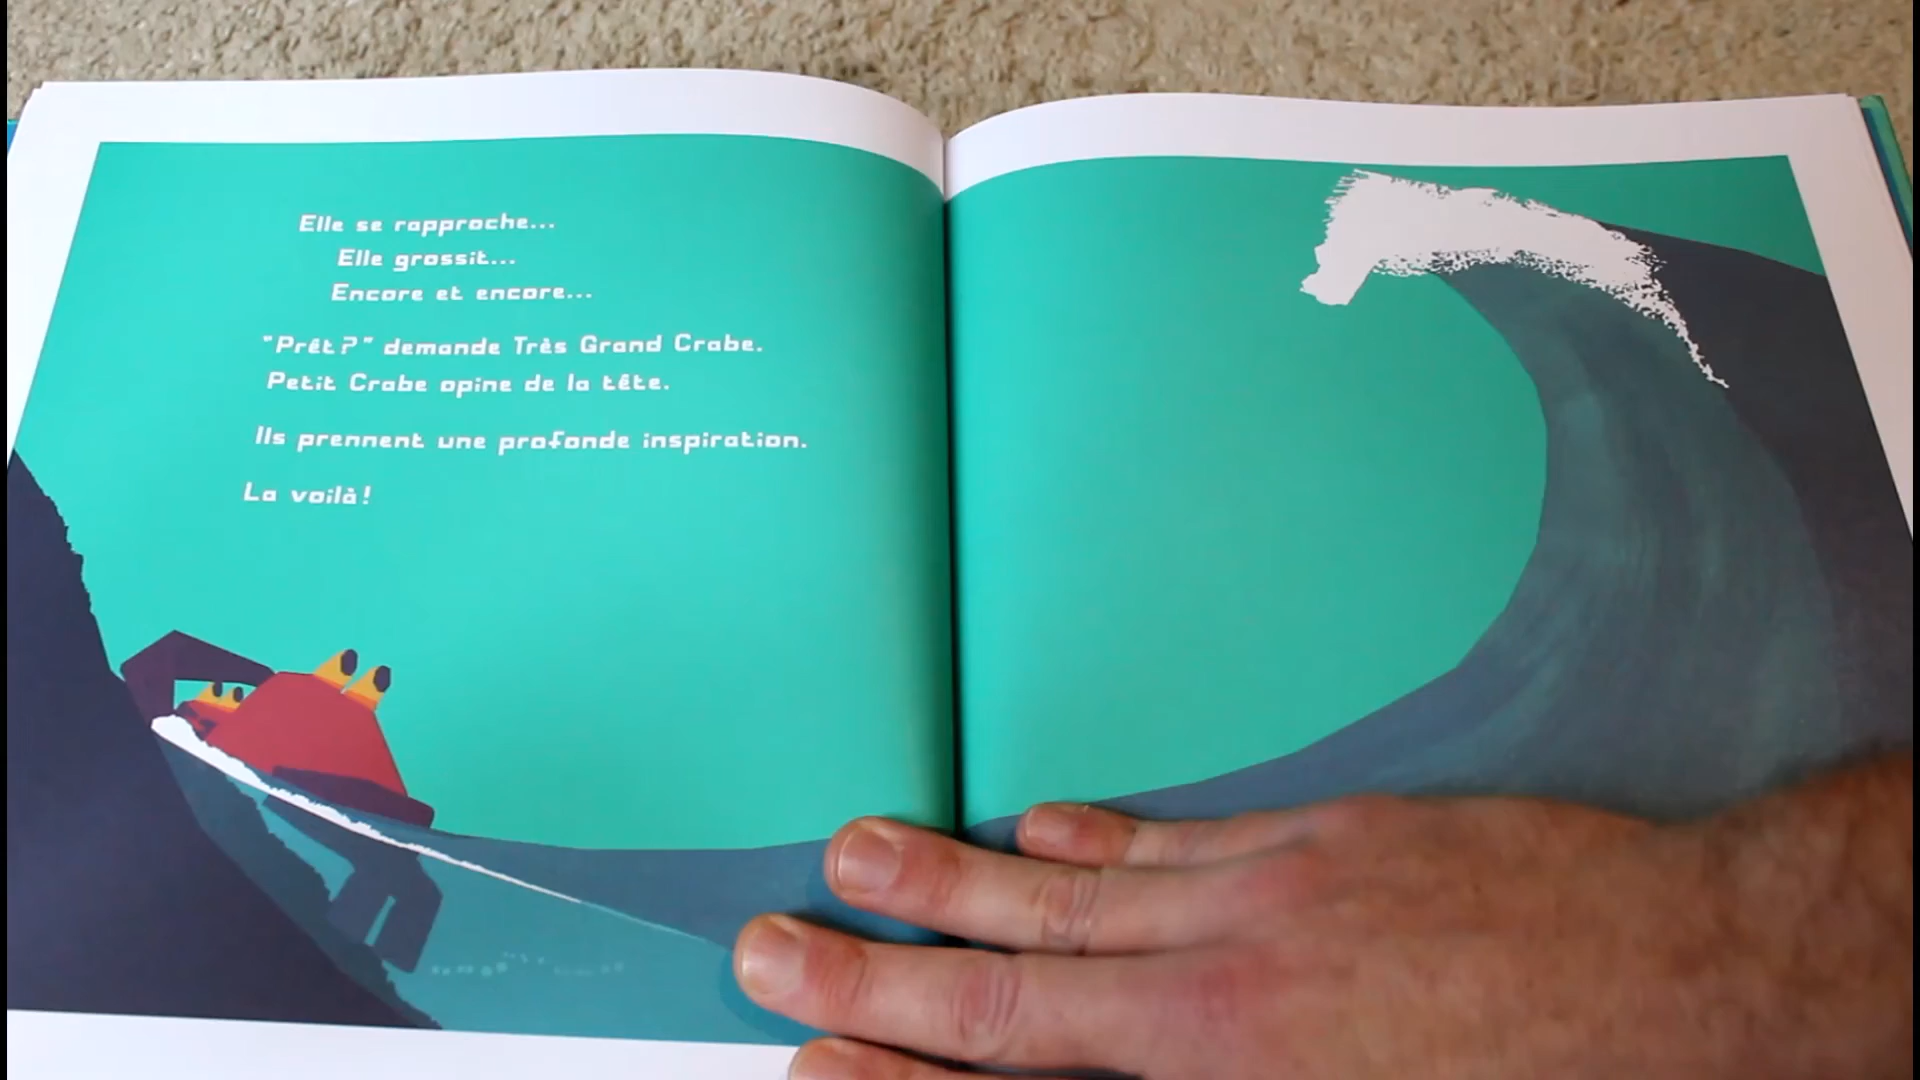 Elle se rapproche...
Elle grossit...
Encore et encore...
"Prêt?" demande Très Grand Crabe.
Petit Crabe opine de la tête.
Ils prennent une profonde inspiration.
La voilà!